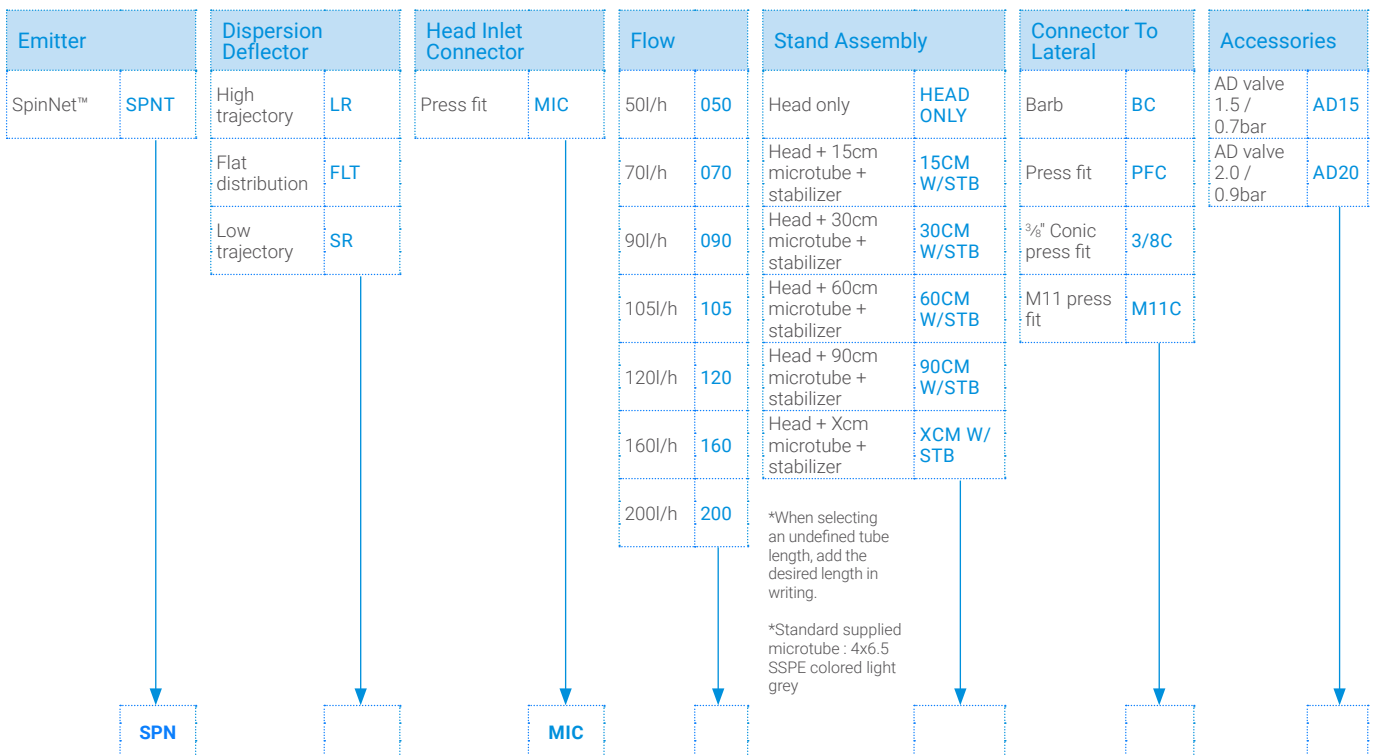 Emitter
SpinNet™ SPNT
Dispersion
Deflector
High
trajectory
LR
Flat
distribution
FLT
Low
trajectory
SR
Head Inlet
Connector
Press fit MIC
Flow
50l/h 050
70l/h 070
90l/h 090
105l/h 105
120l/h 120
160l/h 160
200l/h 200
Stand Assembly
Head only
HEAD
ONLY
Head + 15cm
microtube +
stabilizer
15CM
W/STB
Head + 30cm
microtube +
stabilizer
30CM
W/STB
Head + 60cm
microtube +
stabilizer
60CM
W/STB
Head + 90cm
microtube +
stabilizer
90CM
W/STB
Head + Xcm
microtube +
stabilizer
XCM W/
STB
*When selecting
an undefined tube
length, add the
desired length in
writing.
*Standard supplied
microtube : 4x6.5
SSPE colored light
grey
Connector To
Lateral
Barb BC
Press fit PFC
⅜" Conic
press fit
3/8C
M11 press
fit
M11C
Accessories
AD valve
1.5 /
0.7bar
AD15
AD valve
2.0 /
0.9bar
AD20
SPN
MIC